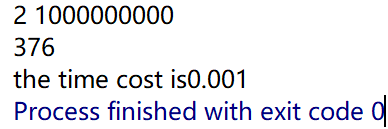 2 1000000000
376
the time cost is0.001
Process finished with exit code 0